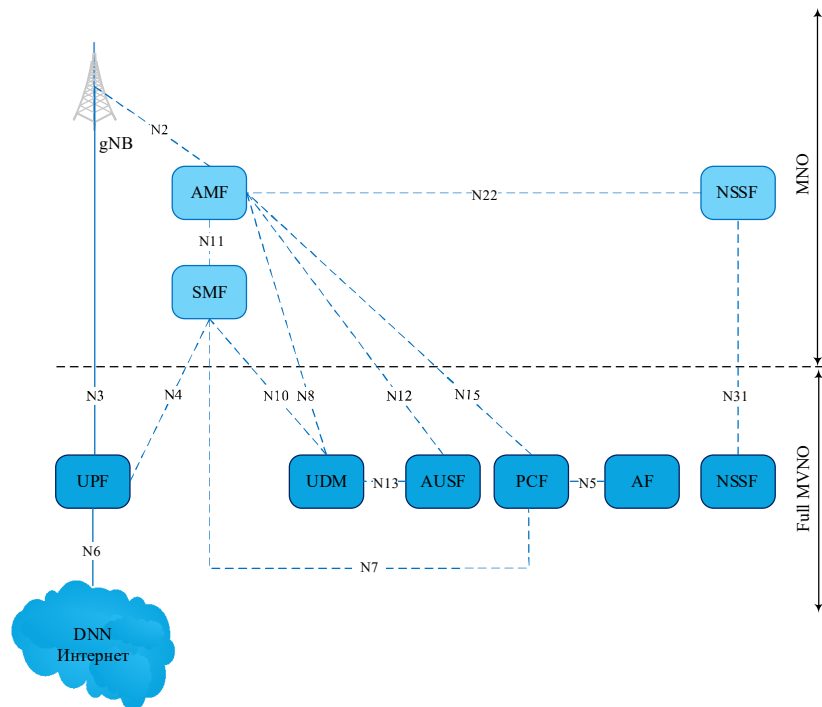 N2
gNB
AMF
N22
NSSF
MNO
N11
SMF
N3
N4
N10
N8
N12
N15
N31
UPF
UDM
N13
AUSF
PCF
N5
AF
NSSF
Full MVNO
N6
N7
DNN
Интернет